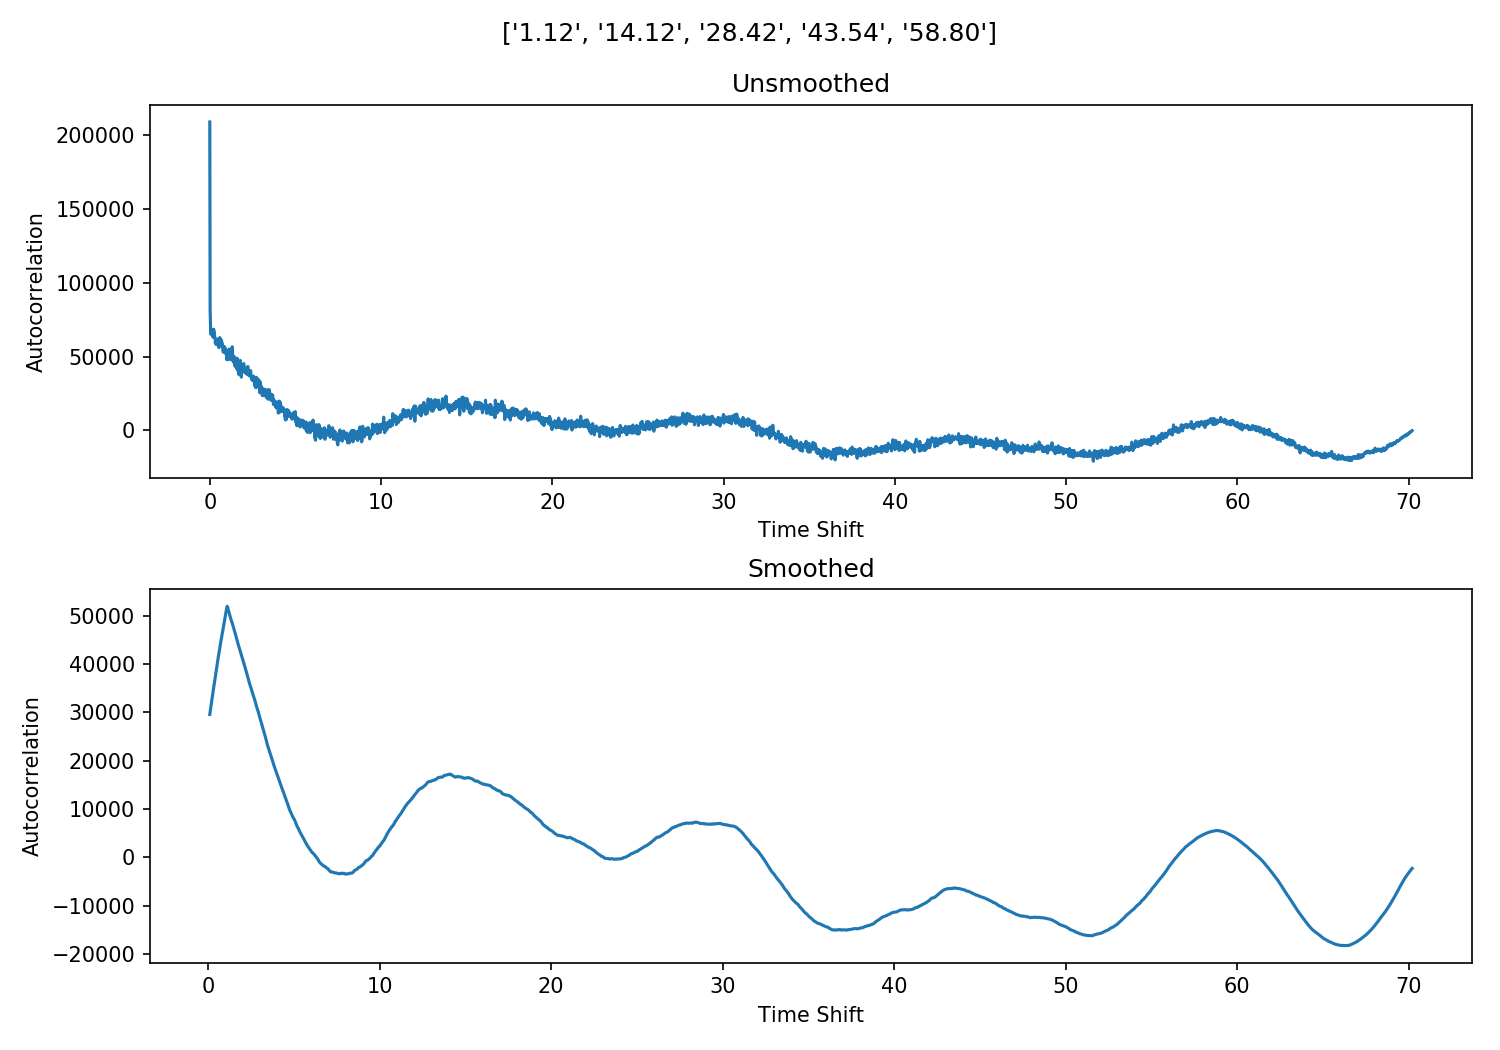 ['1.12', '14.12', '28.42', '43.54', '58.80']
Unsmoothed
200000
150000
100000
50000
0
Autocorrelation
0 10 20 30 40 50 60 70
Time Shift
Smoothed
50000
40000
30000
20000
10000
0
−10000
−20000
Autocorrelation
0 10 20 30 40 50 60 70
Time Shift